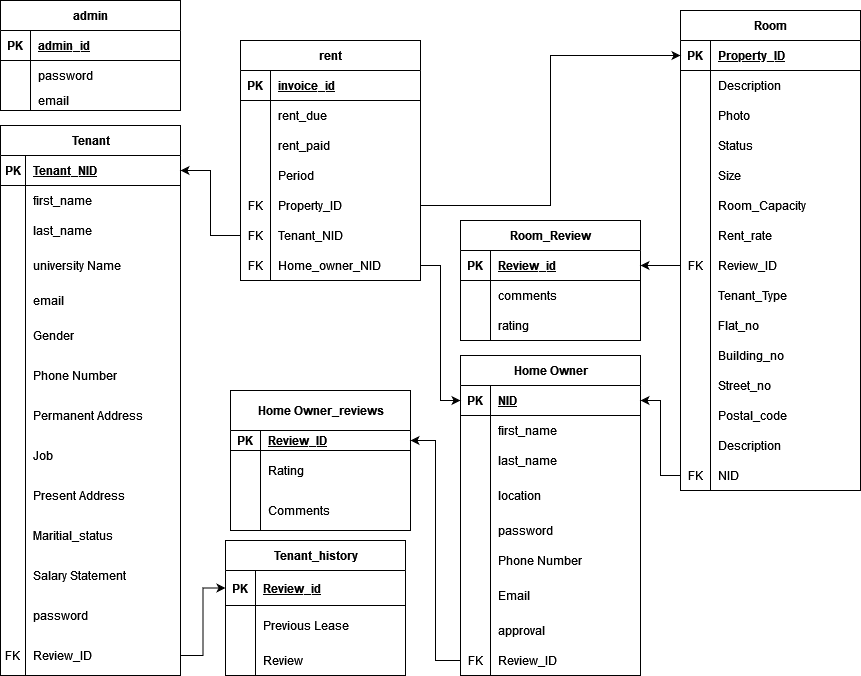 admin
PK admin_id
password
email
Tenant
PK Tenant_NID
first_name
last_name
university Name
email
Gender
Phone Number
Permanent Address
Job
Present Address
Maritial_status
Salary Statement
password
FK Review_ID
rent
PK invoice_id
rent_due
rent_paid
Period
FK Property_ID
FK Tenant_NID
FK Home_owner_NID
Home Owner_reviews
PK Review_ID
Rating
Comments
Tenant_history
PK Review_id
Previous Lease
Review
Room_Review
PK Review_id
comments
rating
Home Owner
PK NID
first_name
last_name
location
password
Phone Number
Email
approval
FK Review_ID
Room
PK Property_ID
Description
Photo
Status
Size
Room_Capacity
Rent_rate
FK Review_ID
Tenant_Type
Flat_no
Building_no
Street_no
Postal_code
Description
FK NID